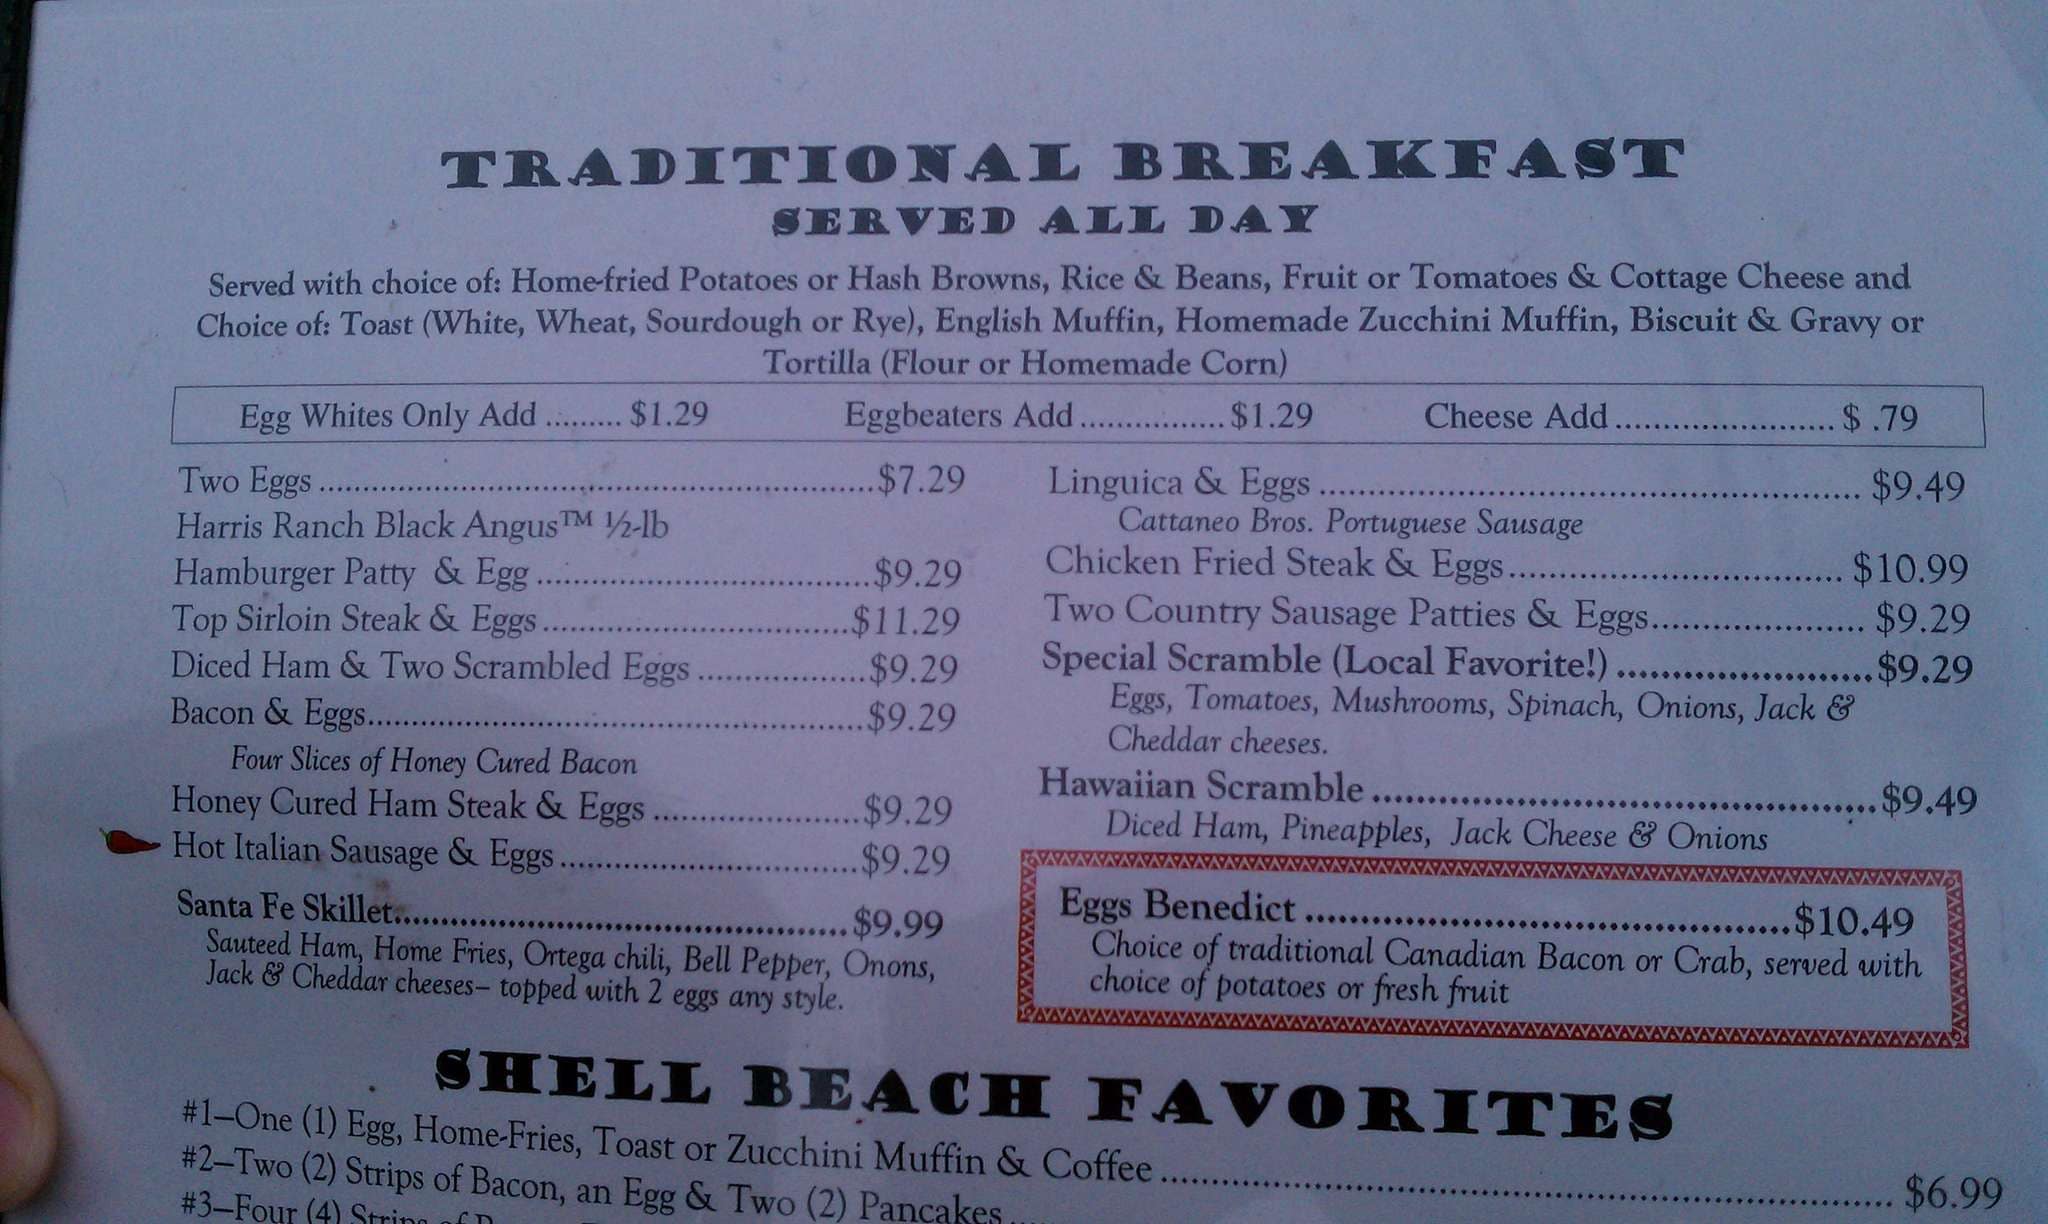 TRADITIONAL BREAKFAST
SERVED ALL DAY
Served with choice of: Home-fried Potatoes or Hash Browns, Rice & Beans, Fruit or Tomatoes & Cottage Cheese and
Choice of: Toast (White, Wheat, Sourdough or Rye), English Muffin, Homemade Zucchini Muffin, Biscuit & Gravy or
Tortilla (Flour or Homemade Corn)
Egg Whites Only Add ......... $1.29 Eggbeaters Add ................ $1.29 Cheese Add ........................ $ .79
Two Eggs ................................................................ $7.29
Harris Ranch Black Angus™ ½-lb
Hamburger Patty & Egg ...................................... $9.29
Top Sirloin Steak & Eggs ................................... $11.29
Diced Ham & Two Scrambled Eggs ................... $9.29
Bacon & Eggs......................................................... $9.29
Four Slices of Honey Cured Bacon
Honey Cured Ham Steak & Eggs ....................... $9.29
Hot Italian Sausage & Eggs .................................. $9.29
Santa Fe Skillet................................................... $9.99
Sauteed Ham, Home Fries, Ortega chili, Bell Pepper, Onons,
Jack & Cheddar cheeses– topped with 2 eggs any style.
Linguica & Eggs ............................................................. $9.49
Cattaneo Bros. Portuguese Sausage
Chicken Fried Steak & Eggs...................................... $10.99
Two Country Sausage Patties & Eggs........................ $9.29
Special Scramble (Local Favorite!) ......................... $9.29
Eggs, Tomatoes, Mushrooms, Spinach, Onions, Jack &
Cheddar cheeses.
Hawaiian Scramble ................................................. $9.49
Diced Ham, Pineapples, Jack Cheese & Onions
Eggs Benedict ................................................ $10.49
Choice of traditional Canadian Bacon or Crab, served with
choice of potatoes or fresh fruit
SHELL BEACH FAVORITES
#1–One (1) Egg, Home-Fries, Toast or Zucchini Muffin & Coffee ........................................................................ $6.99
#2–Two (2) Strips of Bacon, an Egg & Two (2) Pancakes....
#3–Four (4) Strips of